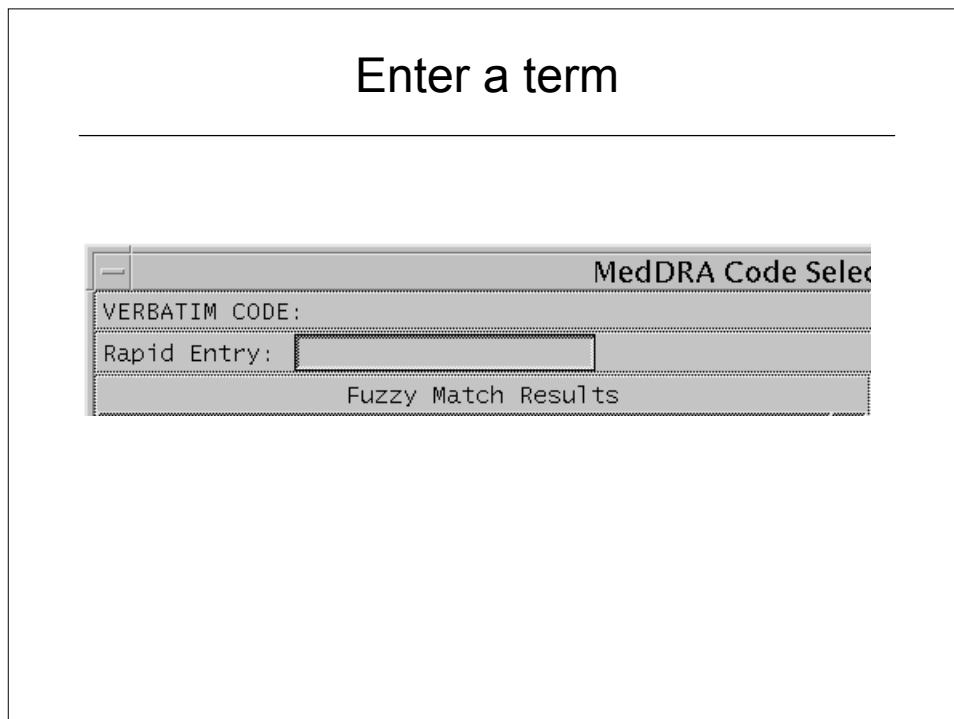 Enter a term
MedDRA Code Selec
VERBATIM CODE:
Rapid Entry:
Fuzzy Match Results